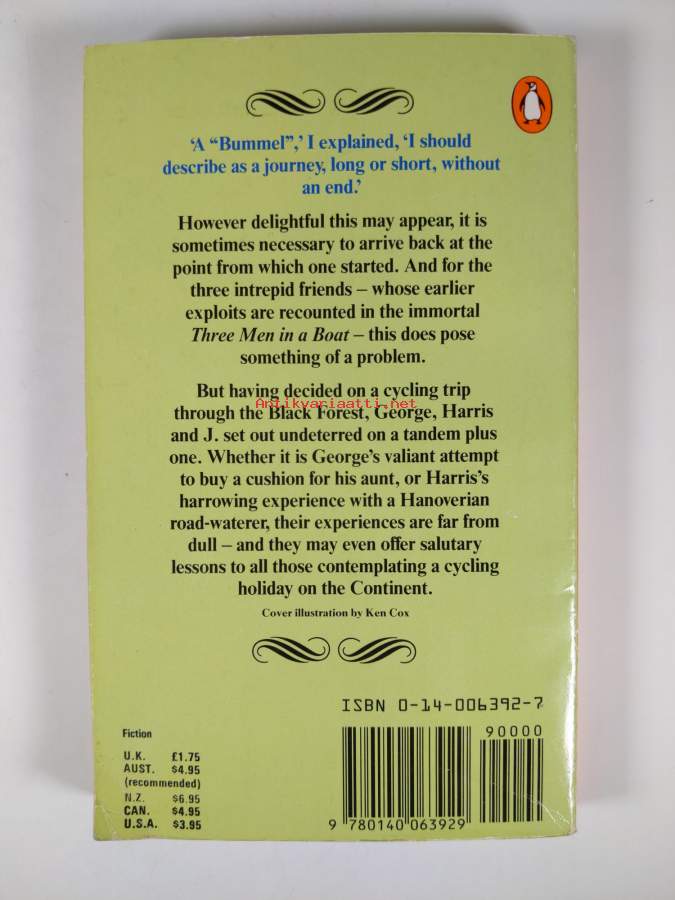 ‘A “Bummel”,’ I explained, ‘I should
describe as a journey, long or short, without
an end.’
However delightful this may appear, it is
sometimes necessary to arrive back at the
point from which one started. And for the
three intrepid friends – whose earlier
exploits are recounted in the immortal
Three Men in a Boat – this does pose
something of a problem.
But having decided on a cycling trip
Antikvariaatti.net
through the Black Forest, George, Harris
and J. set out undeterred on a tandem plus
one. Whether it is George’s valiant attempt
to buy a cushion for his aunt, or Harris’s
harrowing experience with a Hanoverian
road-waterer, their experiences are far from
dull – and they may even offer salutary
lessons to all those contemplating a cycling
holiday on the Continent.
Cover illustration by Ken Cox
ISBN 0-14-006392-7
90000
Fiction
U.K. £1.75
AUST. $4.95
(recommended)
N.Z. $6.95
CAN. $4.95
U.S.A. $3.95
9 780140 063929